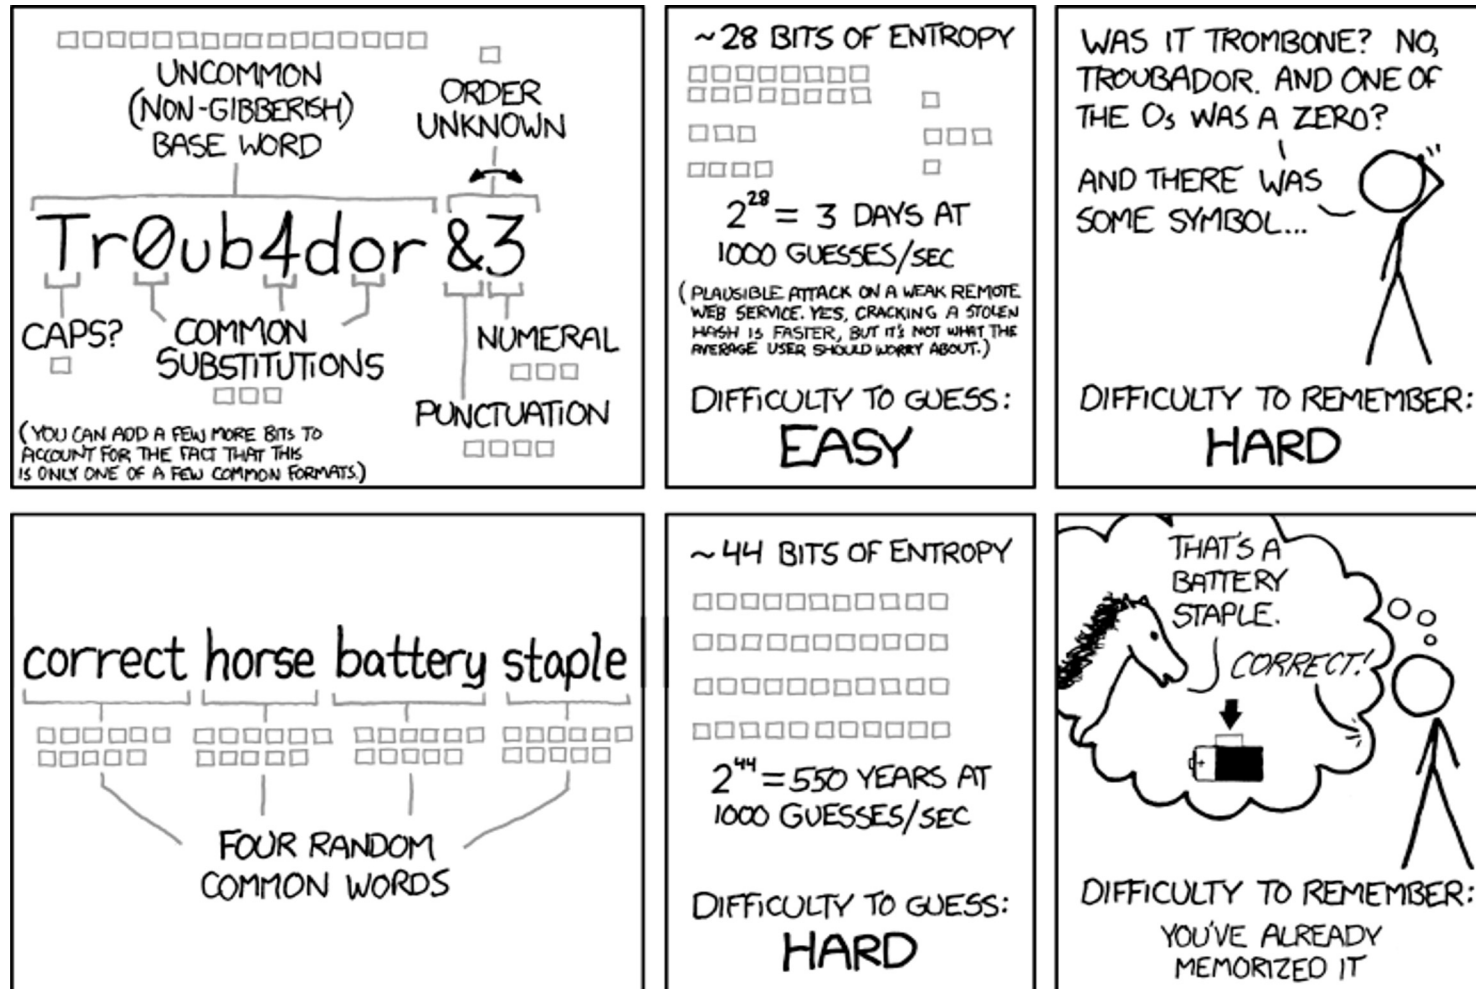 UNCOMMON
(NON-GIBBERISH)
BASE WORD
ORDER
UNKNOWN
Tr0ub4dor &3
CAPS?
COMMON
SUBSTITUTIONS
NUMERAL
PUNCTUATION
(YOU CAN ADD A FEW MORE BITS TO
ACCOUNT FOR THE FACT THAT THIS
IS ONLY ONE OF A FEW COMMON FORMATS.)
~28 BITS OF ENTROPY
2^28 = 3 DAYS AT
1000 GUESSES/SEC
(PLAUSIBLE ATTACK ON A WEAK REMOTE
WEB SERVICE. YES, CRACKING A STOLEN
HASH IS FASTER, BUT IT'S NOT WHAT THE
AVERAGE USER SHOULD WORRY ABOUT.)
DIFFICULTY TO GUESS:
EASY
WAS IT TROMBONE? NO,
TROUBADOR. AND ONE OF
THE Os WAS A ZERO?
AND THERE WAS
SOME SYMBOL...
DIFFICULTY TO REMEMBER:
HARD
correct horse battery staple
FOUR RANDOM
COMMON WORDS
~44 BITS OF ENTROPY
2^44 = 550 YEARS AT
1000 GUESSES/SEC
DIFFICULTY TO GUESS:
HARD
THAT'S A
BATTERY
STAPLE.
CORRECT!
+
DIFFICULTY TO REMEMBER:
YOU'VE ALREADY
MEMORIZED IT